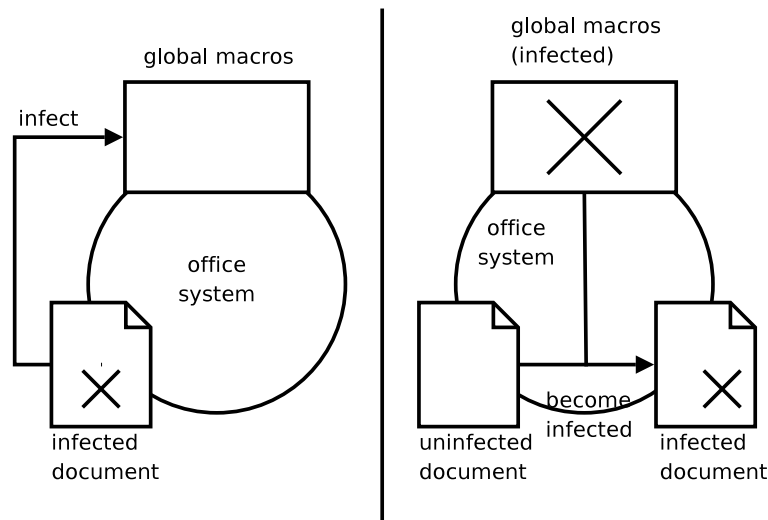 global macros
infect
office
system
infected
document
global macros
(infected)
office
system
become
infected
uninfected
document
infected
document